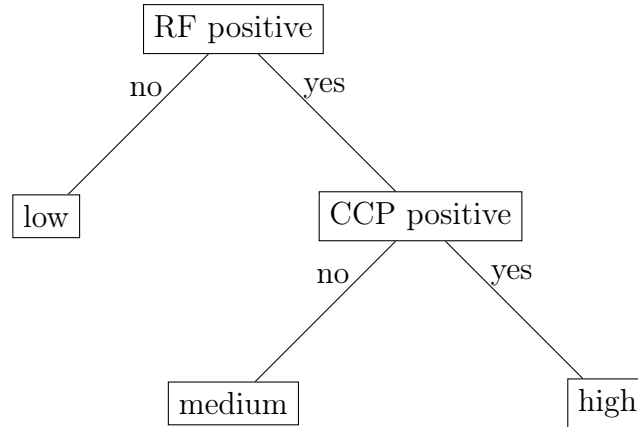 RF positive
no
yes
low
CCP positive
no
yes
medium
high